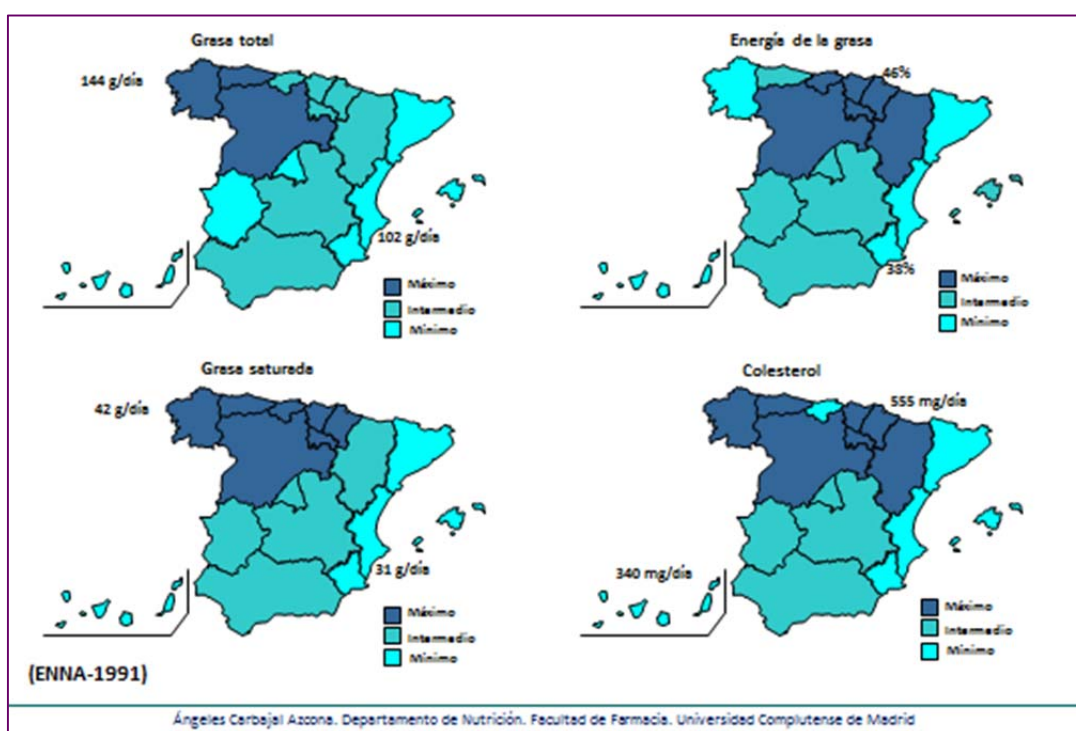 Grasa total
144 g/día
102 g/día
Máximo
Intermedio
Mínimo
Energía de la grasa
46%
38%
Máximo
Intermedio
Mínimo
Grasa saturada
42 g/día
31 g/día
Máximo
Intermedio
Mínimo
Colesterol
555 mg/día
340 mg/día
Máximo
Intermedio
Mínimo
(ENNA-1991)
Ángeles Carbajal Azcona. Departamento de Nutrición. Facultad de Farmacia. Universidad Complutense de Madrid